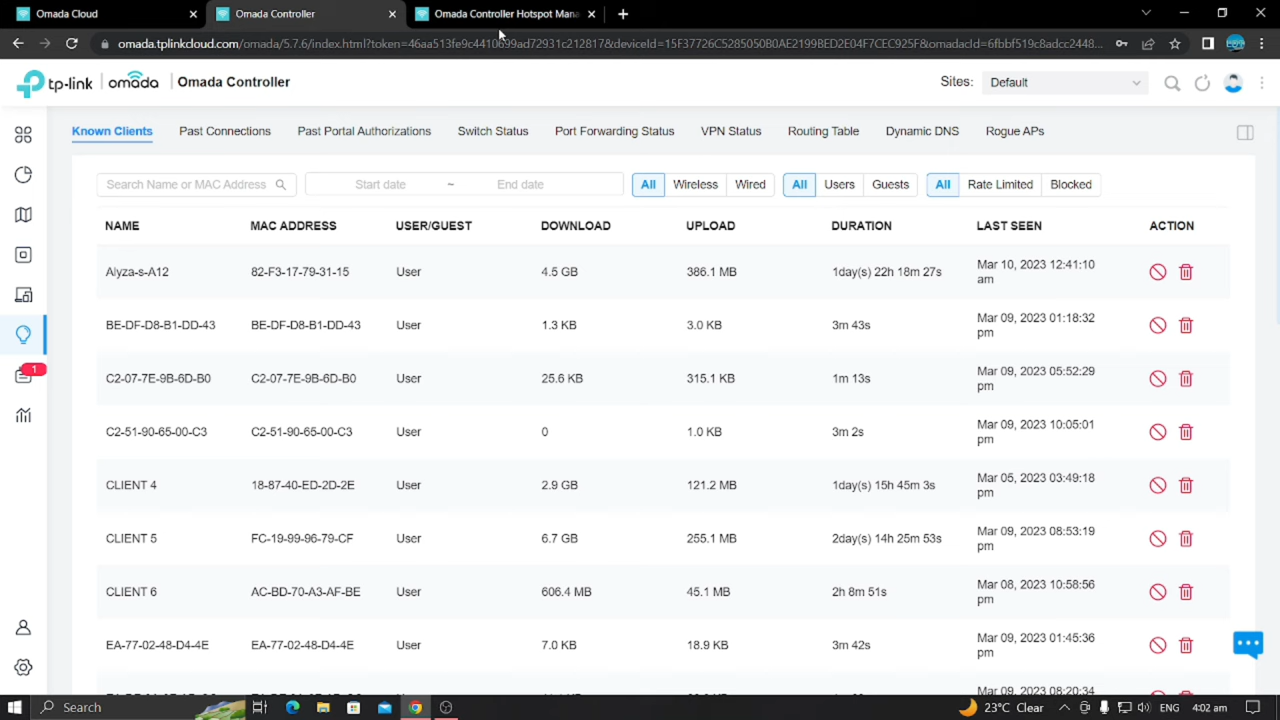 Omada Cloud
Omada Controller
Omada Controller Hotspot Mana
omada.tplinkcloud.com/omada/5.7.6/index.html?token=46aa513fe9c4410699ad72931c212817&deviceId=15F37726C5285050B0AE2199BED2E04F7CEC925F&omadacId=6fbbf519c8adcc2448...
tp-link | omada | Omada Controller
Sites: Default
Known Clients Past Connections Past Portal Authorizations Switch Status Port Forwarding Status VPN Status Routing Table Dynamic DNS Rogue APs
Search Name or MAC Address Start date ~ End date All Wireless Wired All Users Guests All Rate Limited Blocked
NAME MAC ADDRESS USER/GUEST DOWNLOAD UPLOAD DURATION LAST SEEN ACTION
Alyza-s-A12 82-F3-17-79-31-15 User 4.5 GB 386.1 MB 1day(s) 22h 18m 27s Mar 10, 2023 12:41:10
am
BE-DF-D8-B1-DD-43 BE-DF-D8-B1-DD-43 User 1.3 KB 3.0 KB 3m 43s Mar 09, 2023 01:18:32
pm
C2-07-7E-9B-6D-B0 C2-07-7E-9B-6D-B0 User 25.6 KB 315.1 KB 1m 13s Mar 09, 2023 05:52:29
pm
1
C2-51-90-65-00-C3 C2-51-90-65-00-C3 User 0 1.0 KB 3m 2s Mar 09, 2023 10:05:01
pm
CLIENT 4 18-87-40-ED-2D-2E User 2.9 GB 121.2 MB 1day(s) 15h 45m 3s Mar 05, 2023 03:49:18
pm
CLIENT 5 FC-19-99-96-79-CF User 6.7 GB 255.1 MB 2day(s) 14h 25m 53s Mar 09, 2023 08:53:19
pm
CLIENT 6 AC-BD-70-A3-AF-BE User 606.4 MB 45.1 MB 2h 8m 51s Mar 08, 2023 10:58:56
pm
EA-77-02-48-D4-4E EA-77-02-48-D4-4E User 7.0 KB 18.9 KB 3m 42s Mar 09, 2023 01:45:36
pm
Mar 09, 2023 08:20:34
Search 23°C Clear ENG 4:02 am